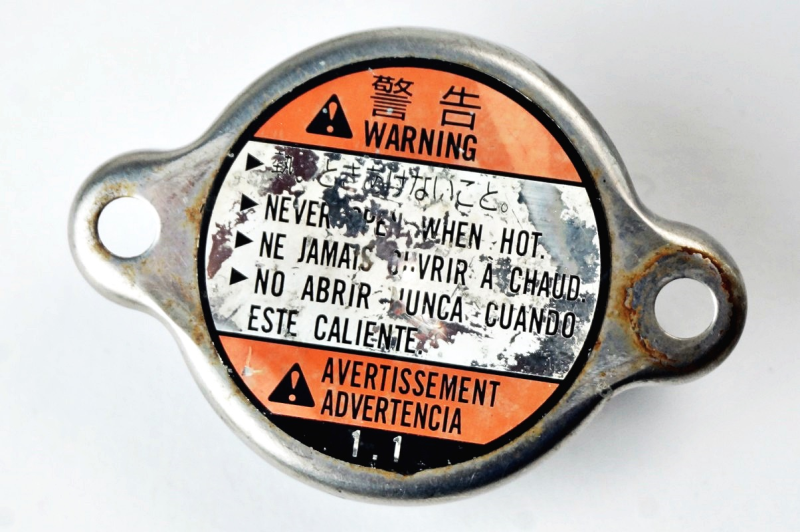 警告
WARNING
▶ いときあけないこと。
▶ NEVER WHEN HOT.
▶ NE JAMAIS À CHAUD.
▶ NO ABRIR CUANDO
ESTE CALIENTE.
AVERTISSEMENT
ADVERTENCIA
1.1